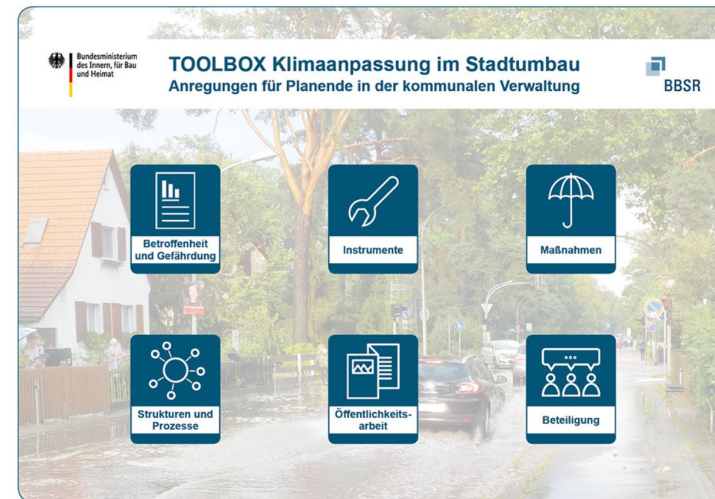 Bundesministerium
des Innern, für Bau
und Heimat
TOOLBOX Klimaanpassung im Stadtumbau
Anregungen für Planende in der kommunalen Verwaltung
BBSR
Betroffenheit
und Gefährdung
Instrumente
Maßnahmen
Strukturen und
Prozesse
Öffentlichkeits-
arbeit
Beteiligung